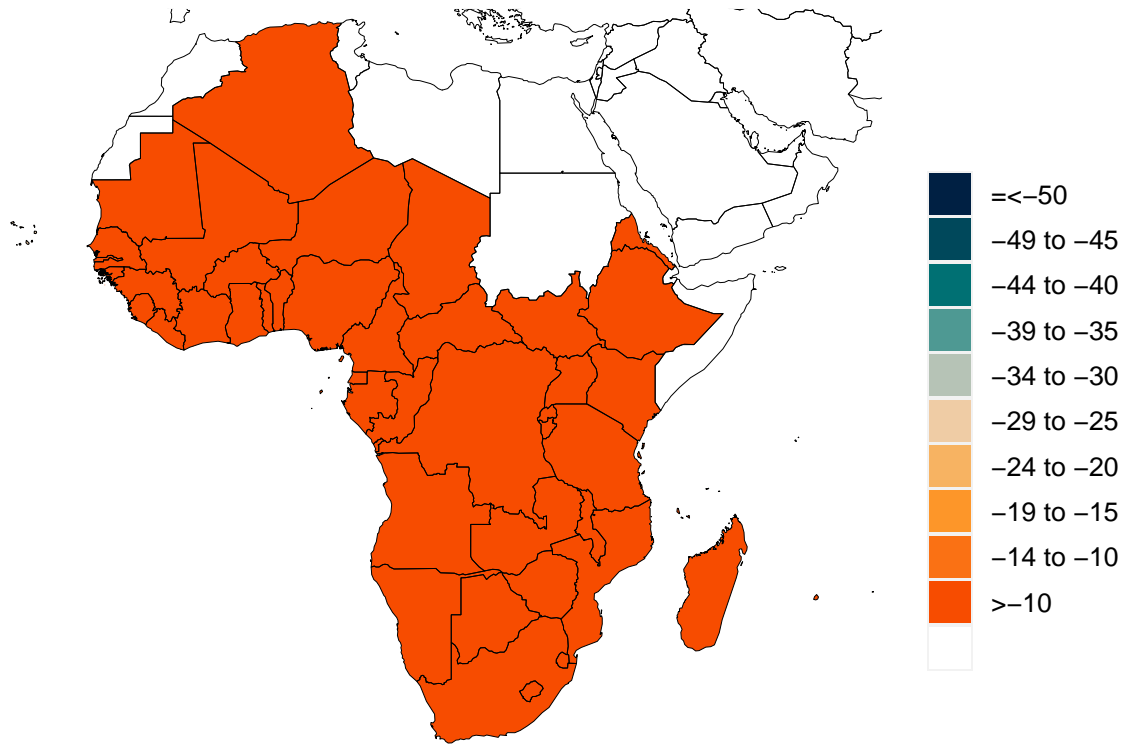 =<−50
−49 to −45
−44 to −40
−39 to −35
−34 to −30
−29 to −25
−24 to −20
−19 to −15
−14 to −10
>−10